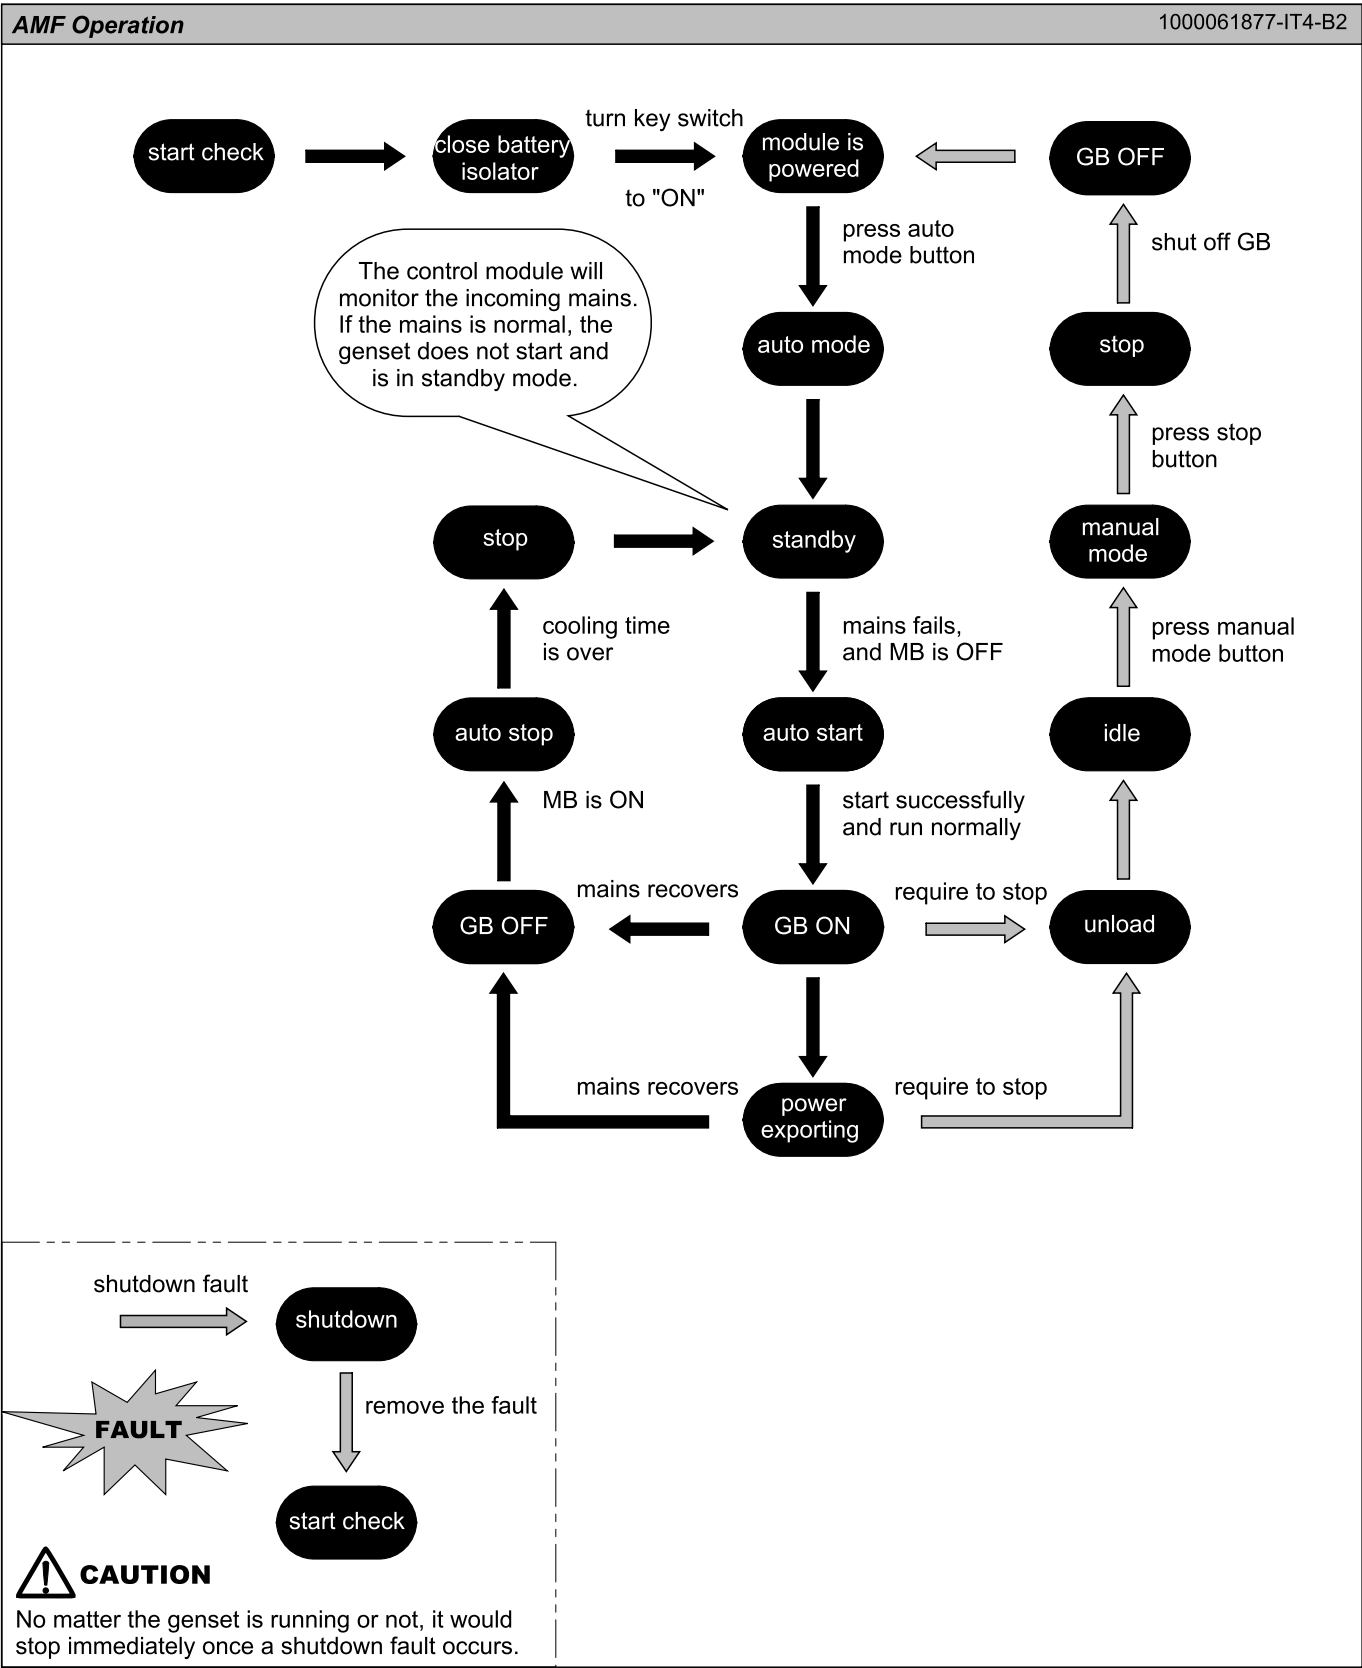 AMF Operation
1000061877-IT4-B2
start check
close battery
isolator
turn key switch
to "ON"
module is
powered
GB OFF
press auto
mode button
shut off GB
The control module will
monitor the incoming mains.
If the mains is normal, the
genset does not start and
is in standby mode.
auto mode
stop
press stop
button
stop
standby
manual
mode
cooling time
is over
mains fails,
and MB is OFF
press manual
mode button
auto stop
auto start
idle
MB is ON
start successfully
and run normally
GB OFF
mains recovers
GB ON
require to stop
unload
mains recovers
power
exporting
require to stop
shutdown fault
shutdown
remove the fault
FAULT
start check
CAUTION
No matter the genset is running or not, it would
stop immediately once a shutdown fault occurs.